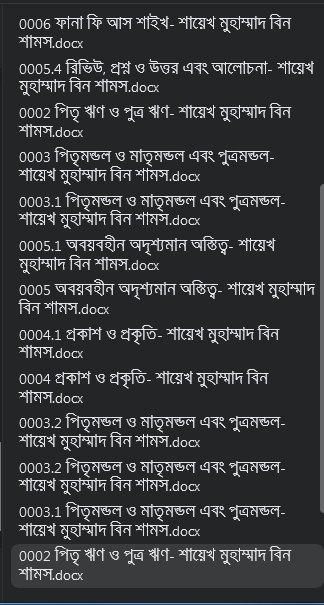 0006 ফানা ফি আস শাইখ- শায়েখ মুহাম্মাদ বিন
শামস.docx
0005.4 রিভিউ, প্রশ্ন ও উত্তর এবং আলোচনা- শায়েখ
মুহাম্মাদ বিন শামস.docx
0002 পিতৃ ঋণ ও পুত্র ঋণ- শায়েখ মুহাম্মাদ বিন
শামস.docx
0003 পিতৃমন্ডল ও মাতৃমন্ডল এবং পুত্রমন্ডল-
শায়েখ মুহাম্মাদ বিন শামস.docx
0003.1 পিতৃমন্ডল ও মাতৃমন্ডল এবং পুত্রমন্ডল-
শায়েখ মুহাম্মাদ বিন শামস.docx
0005.1 অবয়বহীন অদৃশ্যমান অস্তিত্ব- শায়েখ
মুহাম্মাদ বিন শামস.docx
0005 অবয়বহীন অদৃশ্যমান অস্তিত্ব- শায়েখ মুহাম্মাদ
বিন শামস.docx
0004.1 প্রকাশ ও প্রকৃতি- শায়েখ মুহাম্মাদ বিন
শামস.docx
0004 প্রকাশ ও প্রকৃতি- শায়েখ মুহাম্মাদ বিন
শামস.docx
0003.2 পিতৃমন্ডল ও মাতৃমন্ডল এবং পুত্রমন্ডল-
শায়েখ মুহাম্মাদ বিন শামস.docx
0003.2 পিতৃমন্ডল ও মাতৃমন্ডল এবং পুত্রমন্ডল-
শায়েখ মুহাম্মাদ বিন শামস.docx
0003.1 পিতৃমন্ডল ও মাতৃমন্ডল এবং পুত্রমন্ডল-
শায়েখ মুহাম্মাদ বিন শামস.docx
0002 পিতৃ ঋণ ও পুত্র ঋণ- শায়েখ মুহাম্মাদ বিন
শামস.docx